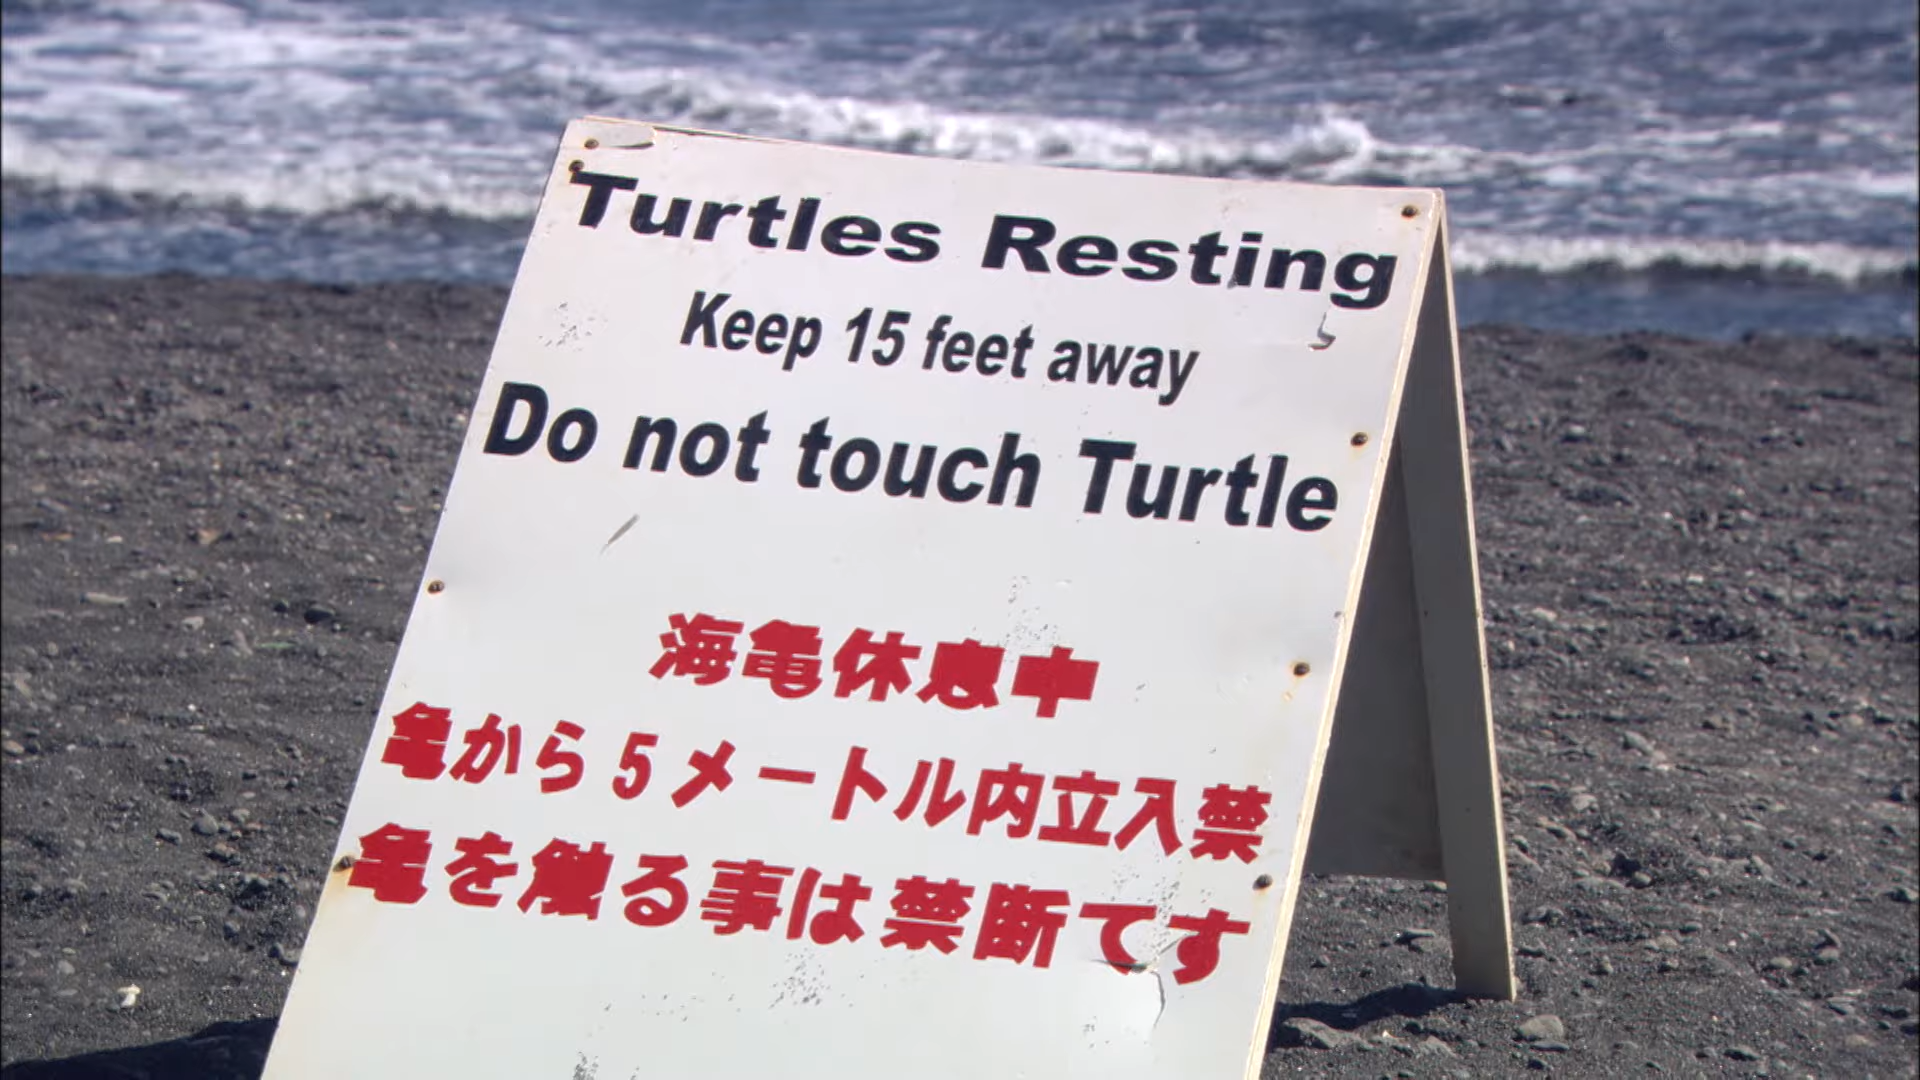 Turtles Resting
Keep 15 feet away
Do not touch Turtle
海亀休息中
亀から5メートル内立入禁
亀を触る事は禁断てす